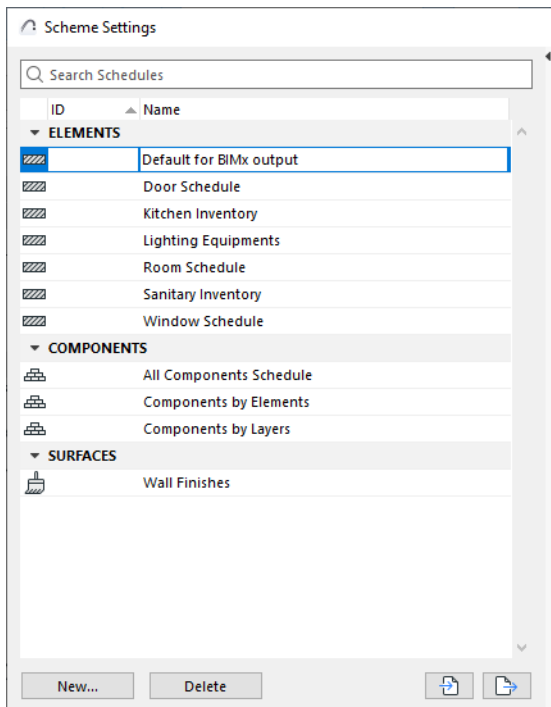 Scheme Settings
Search Schedules
ID Name
ELEMENTS
Default for BIMx output
Door Schedule
Kitchen Inventory
Lighting Equipments
Room Schedule
Sanitary Inventory
Window Schedule
COMPONENTS
All Components Schedule
Components by Elements
Components by Layers
SURFACES
Wall Finishes
New... Delete